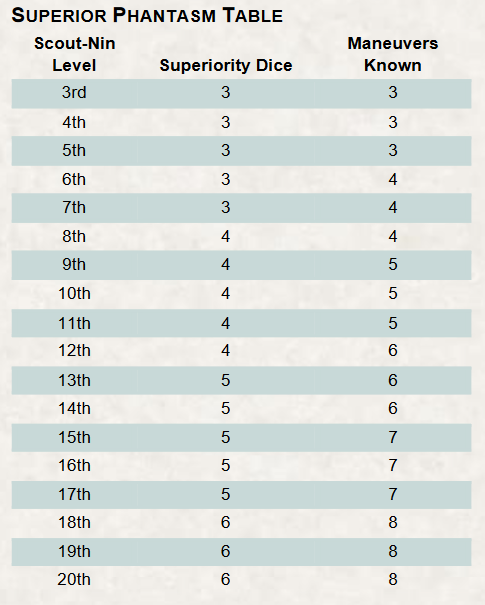 SUPERIOR PHANTASM TABLE
Scout-Nin Level Superiority Dice Maneuvers Known
3rd 3 3
4th 3 3
5th 3 3
6th 3 4
7th 3 4
8th 4 4
9th 4 5
10th 4 5
11th 4 5
12th 4 6
13th 5 6
14th 5 6
15th 5 7
16th 5 7
17th 5 7
18th 6 8
19th 6 8
20th 6 8